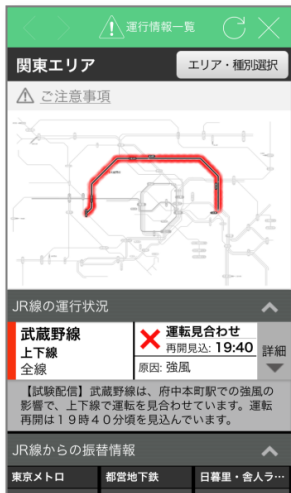 運行情報一覧
関東エリア
エリア・種別選択
ご注意事項
JR線の運行状況
武蔵野線
上下線
全線
運転見合わせ
再開見込: 19:40
原因: 強風
詳細
【試験配信】武蔵野線は、府中本町駅での強風の
影響で、上下線で運転を見合わせています。運転
再開は１９時４０分頃を見込んでいます。
JR線からの振替情報
東京メトロ
都営地下鉄
日暮里・舎人ラ…